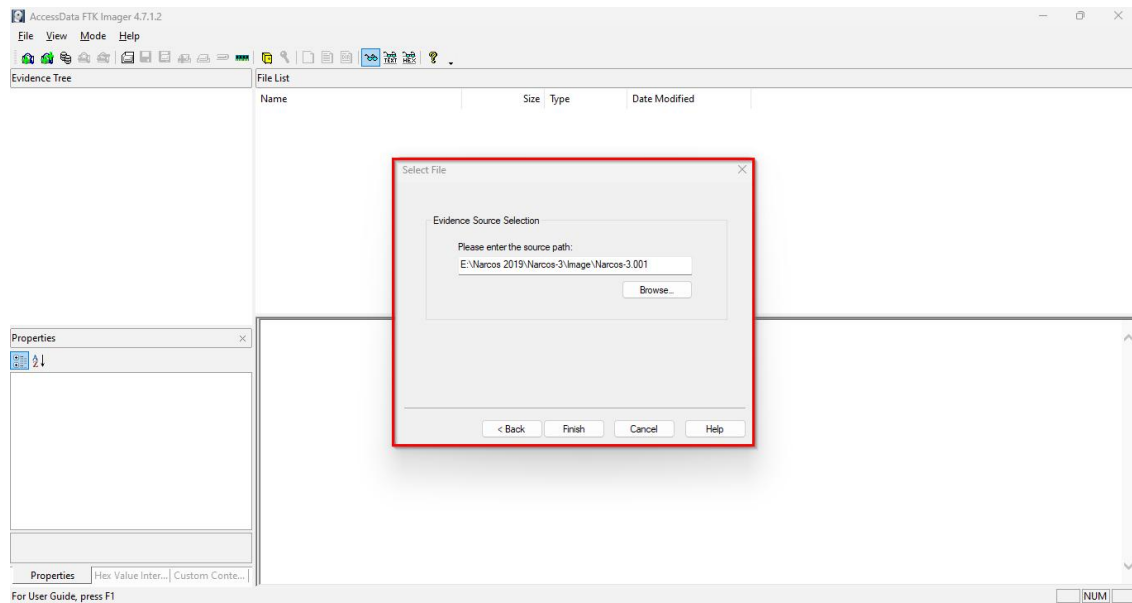 AccessData FTK Imager 4.7.1.2
File View Mode Help
Evidence Tree
File List
Name Size Type Date Modified
Select File
Evidence Source Selection
Please enter the source path:
E:\Narcos 2019\Narcos-3\Image\Narcos-3.001
Browse...
< Back Finish Cancel Help
Properties
Properties Hex Value Inter... Custom Conte...
For User Guide, press F1
NUM